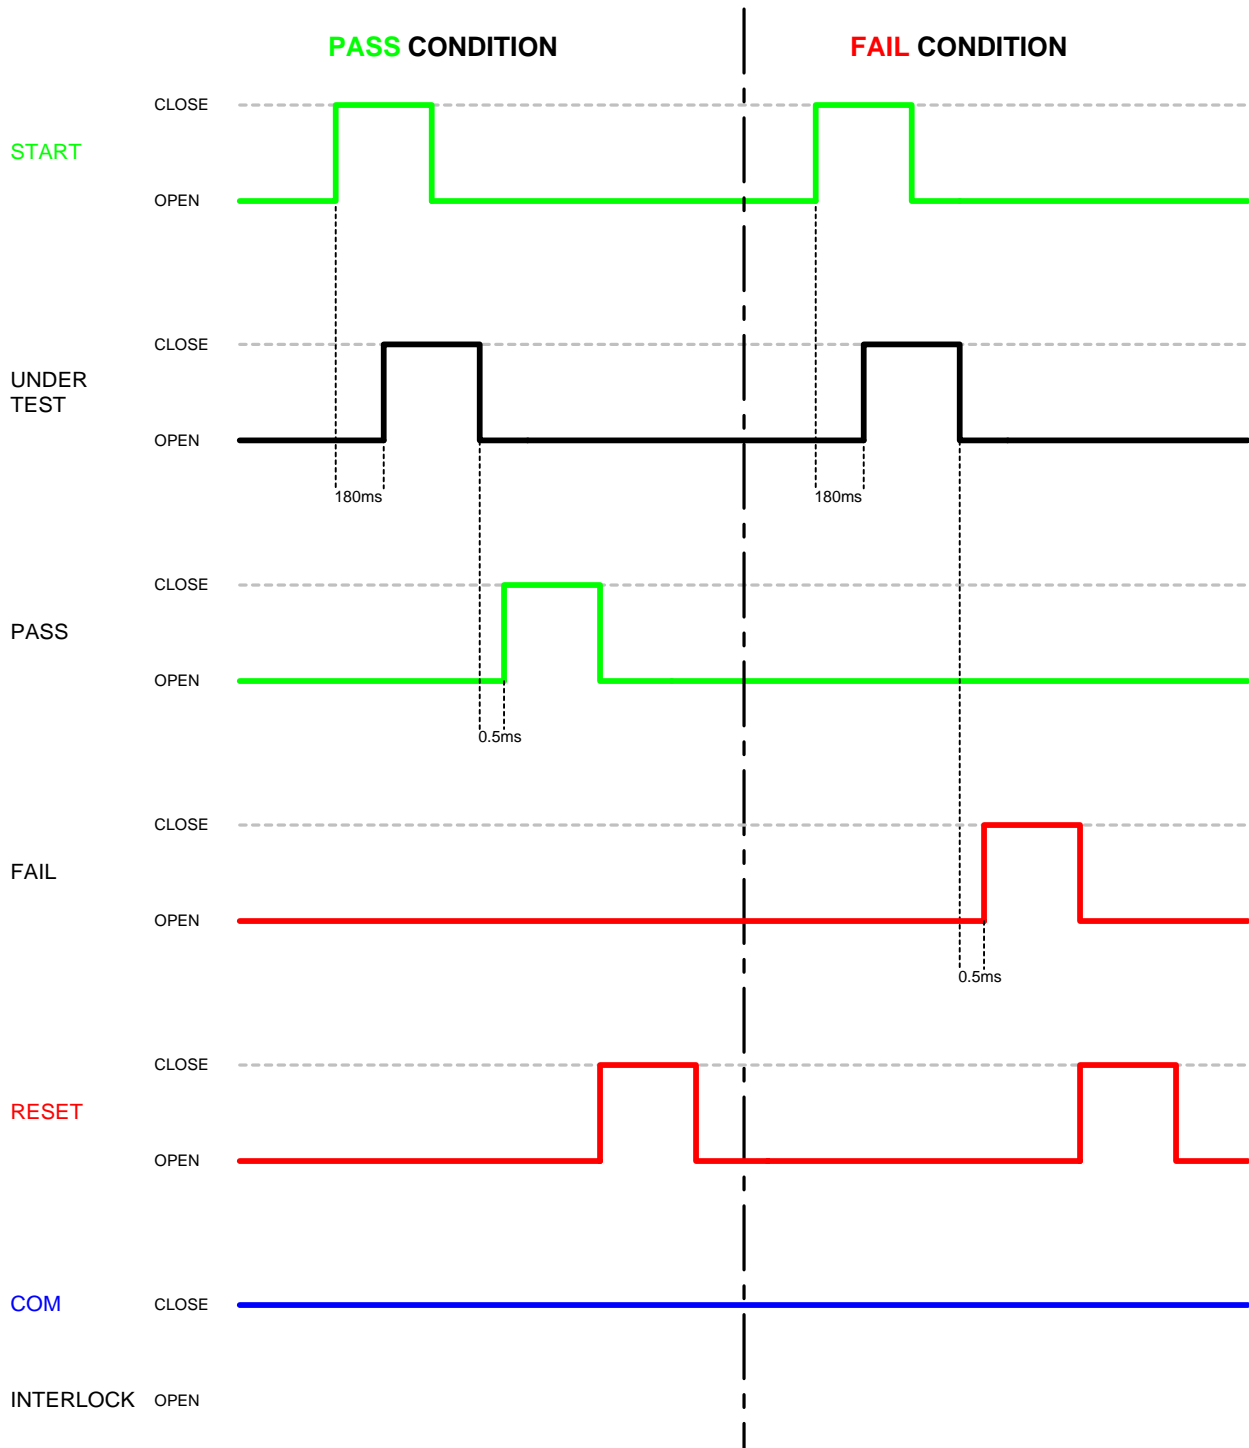 PASS CONDITION
FAIL CONDITION
CLOSE
START
OPEN
CLOSE
UNDER
TEST
OPEN
180ms
180ms
CLOSE
PASS
OPEN
0.5ms
CLOSE
FAIL
OPEN
0.5ms
CLOSE
RESET
OPEN
COM
CLOSE
INTERLOCK
OPEN